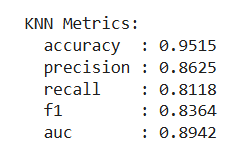 KNN Metrics:
accuracy : 0.9515
precision : 0.8625
recall : 0.8118
f1 : 0.8364
auc : 0.8942